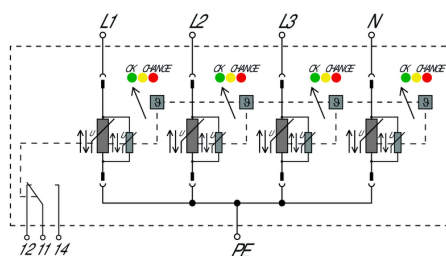 L1 L2 L3 N
OK CHANGE OK CHANGE OK CHANGE OK CHANGE
ϑ ϑ ϑ ϑ
U U U U U U U U
12 11 14
PE